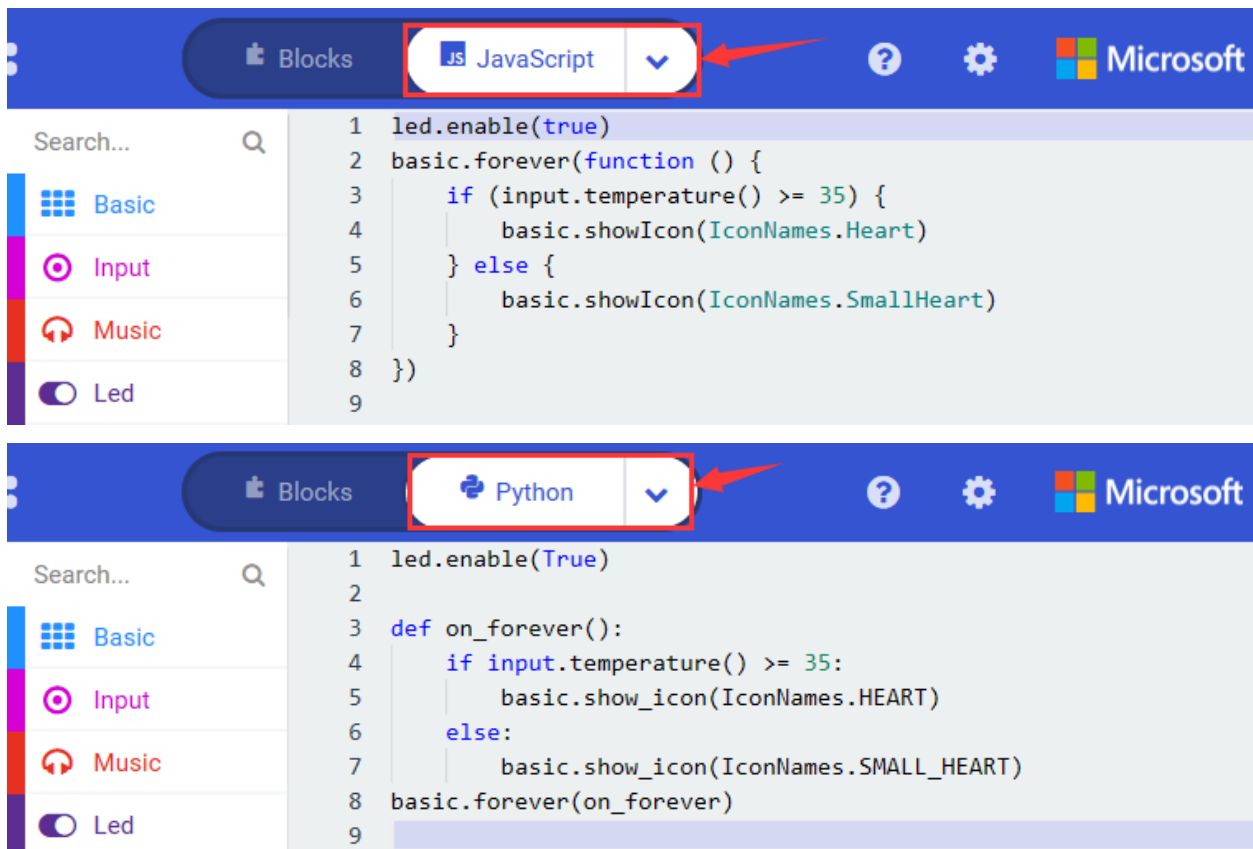 Blocks JavaScript Microsoft
Search...
Basic
Input
Music
Led
1 led.enable(true)
2 basic.forever(function () {
3 if (input.temperature() >= 35) {
4 basic.showIcon(IconNames.Heart)
5 } else {
6 basic.showIcon(IconNames.SmallHeart)
7 }
8 })
9
Blocks Python Microsoft
Search...
Basic
Input
Music
Led
1 led.enable(True)
2
3 def on_forever():
4 if input.temperature() >= 35:
5 basic.show_icon(IconNames.HEART)
6 else:
7 basic.show_icon(IconNames.SMALL_HEART)
8 basic.forever(on_forever)
9